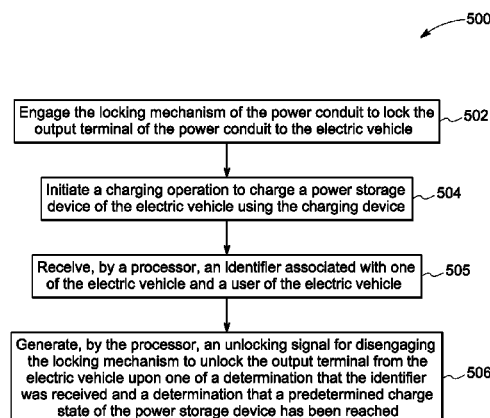 500
Engage the locking mechanism of the power conduit to lock the
output terminal of the power conduit to the electric vehicle
502
Initiate a charging operation to charge a power storage
device of the electric vehicle using the charging device
504
Receive, by a processor, an identifier associated with one
of the electric vehicle and a user of the electric vehicle
505
Generate, by the processor, an unlocking signal for disengaging
the locking mechanism to unlock the output terminal from the
electric vehicle upon one of a determination that the identifier
was received and a determination that a predetermined charge
state of the power storage device has been reached
506